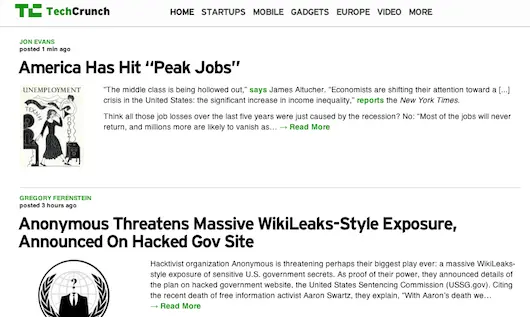 TC TechCrunch HOME STARTUPS MOBILE GADGETS EUROPE VIDEO MORE
JON EVANS
posted 1 min ago
America Has Hit “Peak Jobs”
UNEMPLOYMENT
"The middle class is being hollowed out," says James Altucher. "Economists are shifting their attention toward a [...]
crisis in the United States: the significant increase in income inequality," reports the New York Times.
Think all those job losses over the last five years were just caused by the recession? No: "Most of the jobs will never
return, and millions more are likely to vanish as… → Read More
GREGORY FERENSTEIN
posted 3 hours ago
Anonymous Threatens Massive WikiLeaks-Style Exposure,
Announced On Hacked Gov Site
Hacktivist organization Anonymous is threatening perhaps their biggest play ever: a massive WikiLeaks-
style exposure of sensitive U.S. government secrets. As proof of their power, they announced details of
the plan on hacked government website, the United States Sentencing Commission (USSG.gov). Citing
the recent death of free information activist Aaron Swartz, they explain, "With Aaron's death we…
→ Read More